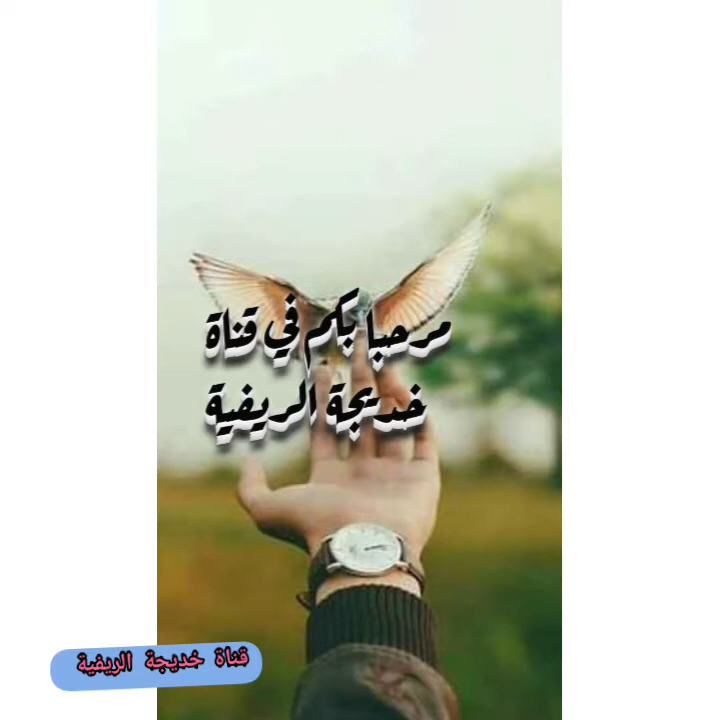 مرحبا بكم في قناة
خديجة الريفية
قناة خديجة الريفية